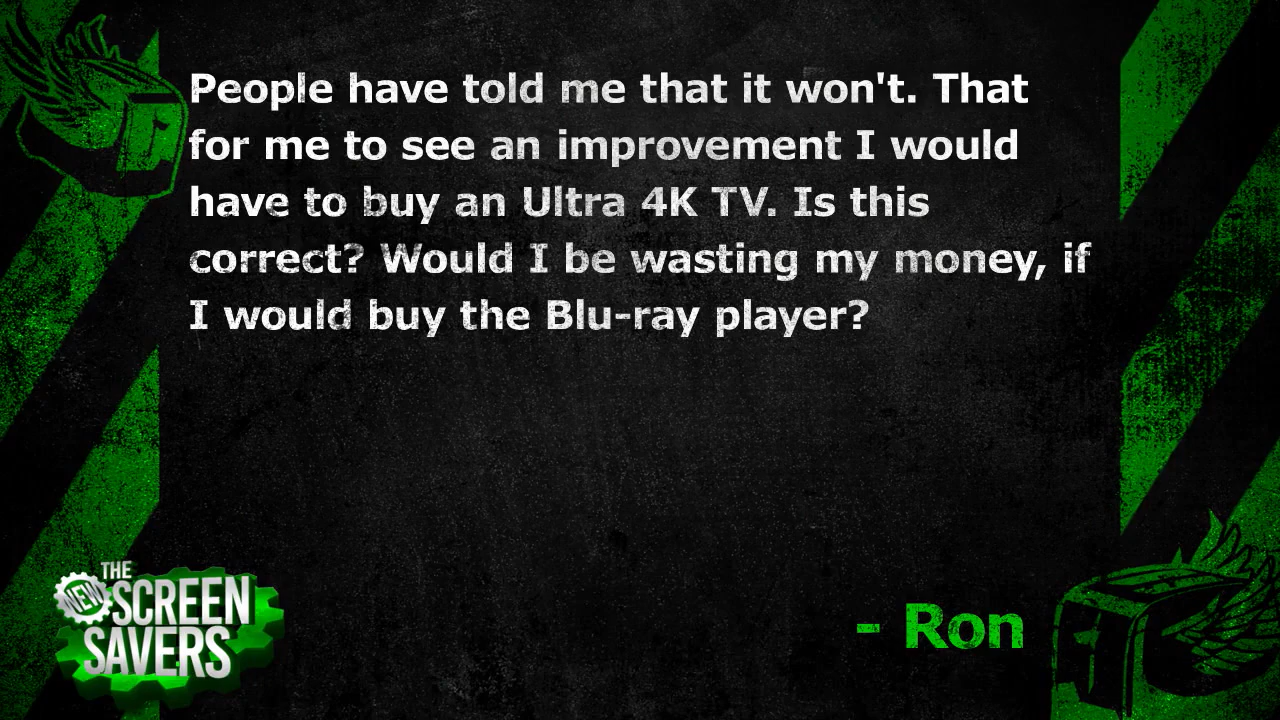 People have told me that it won't. That
for me to see an improvement I would
have to buy an Ultra 4K TV. Is this
correct? Would I be wasting my money, if
I would buy the Blu-ray player?
- Ron
THE
NEW SCREEN
SAVERS